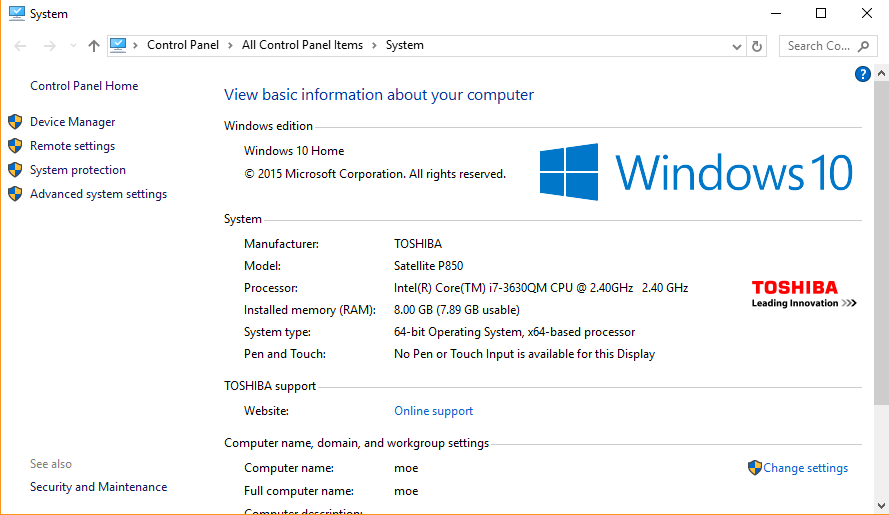 System
Control Panel > All Control Panel Items > System
Search Co...
Control Panel Home
Device Manager
Remote settings
System protection
Advanced system settings
See also
Security and Maintenance
?
View basic information about your computer
Windows edition
Windows 10 Home
© 2015 Microsoft Corporation. All rights reserved.
Windows 10
System
Manufacturer: TOSHIBA
Model: Satellite P850
Processor: Intel(R) Core(TM) i7-3630QM CPU @ 2.40GHz 2.40 GHz
Installed memory (RAM): 8.00 GB (7.89 GB usable)
System type: 64-bit Operating System, x64-based processor
Pen and Touch: No Pen or Touch Input is available for this Display
TOSHIBA
Leading Innovation >>>
TOSHIBA support
Website: Online support
Computer name, domain, and workgroup settings
Computer name: moe
Change settings
Full computer name: moe
Computer description: